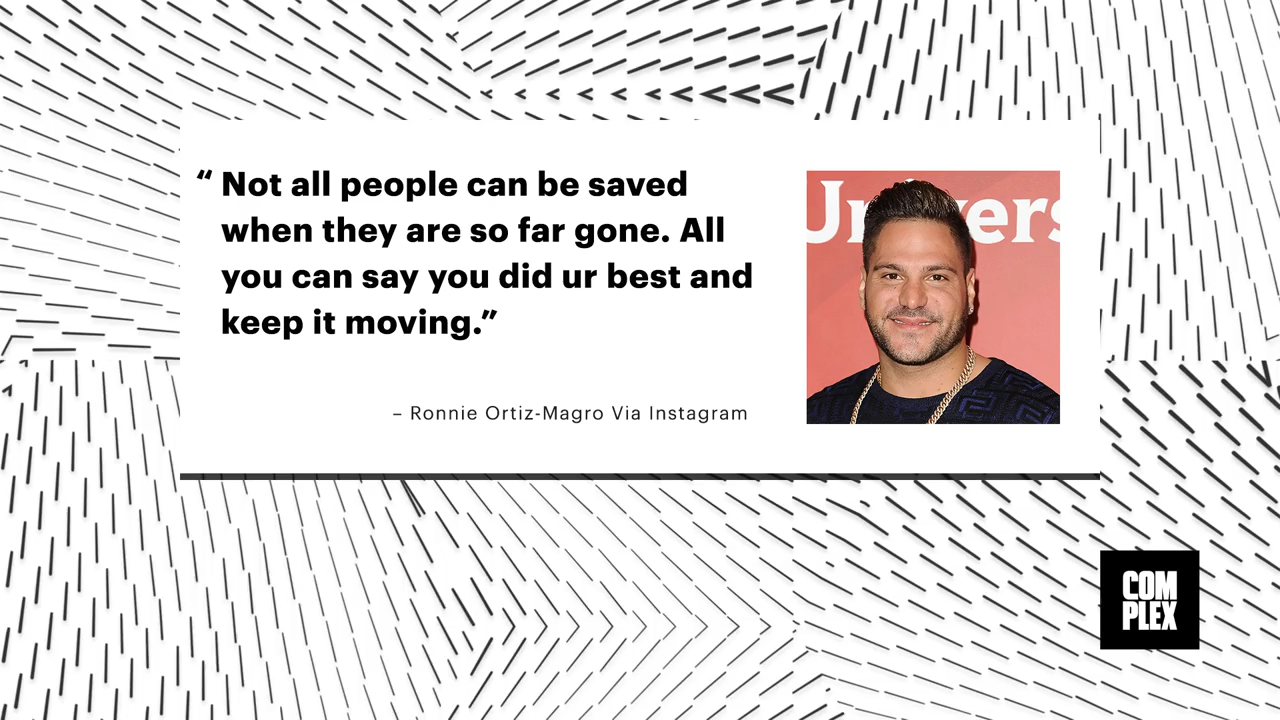 “ Not all people can be saved
when they are so far gone. All
you can say you did ur best and
keep it moving.”
– Ronnie Ortiz-Magro Via Instagram
Univers
COM
PLEX